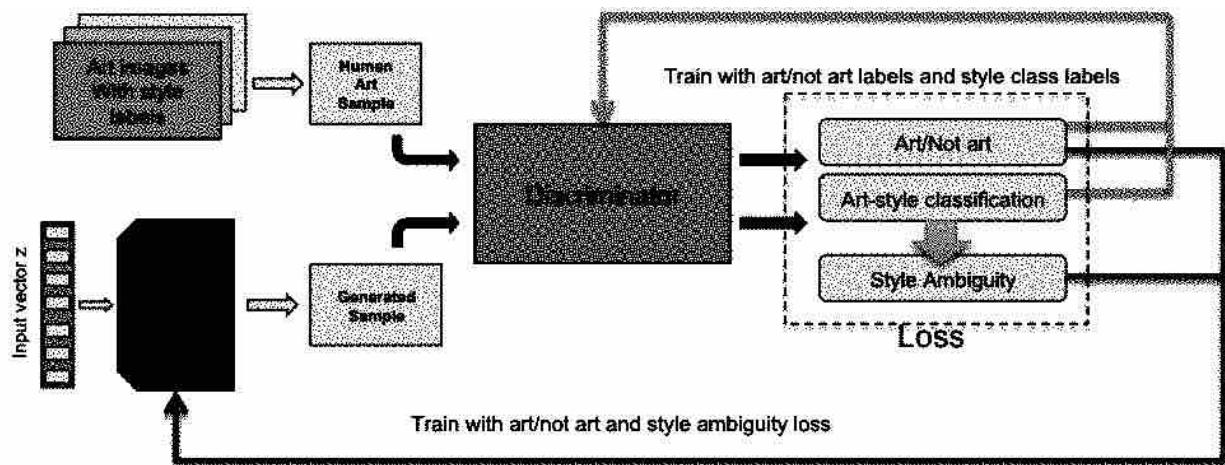 Art images
With style
labels
Human
Art
Sample
Train with art/not art labels and style class labels
Art/Not art
Discriminator
Art-style classification
Style Ambiguity
Loss
Input vector z
Generated
Sample
Train with art/not art and style ambiguity loss